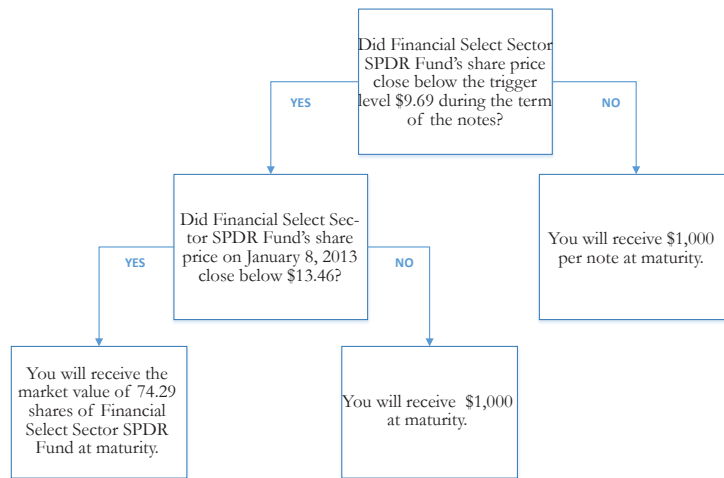 Did Financial Select Sector
SPDR Fund's share price
close below the trigger
level $9.69 during the term
of the notes?
YES
NO
Did Financial Select Sec-
tor SPDR Fund's share
price on January 8, 2013
close below $13.46?
You will receive $1,000
per note at maturity.
YES
NO
You will receive the
market value of 74.29
shares of Financial
Select Sector SPDR
Fund at maturity.
You will receive $1,000
at maturity.